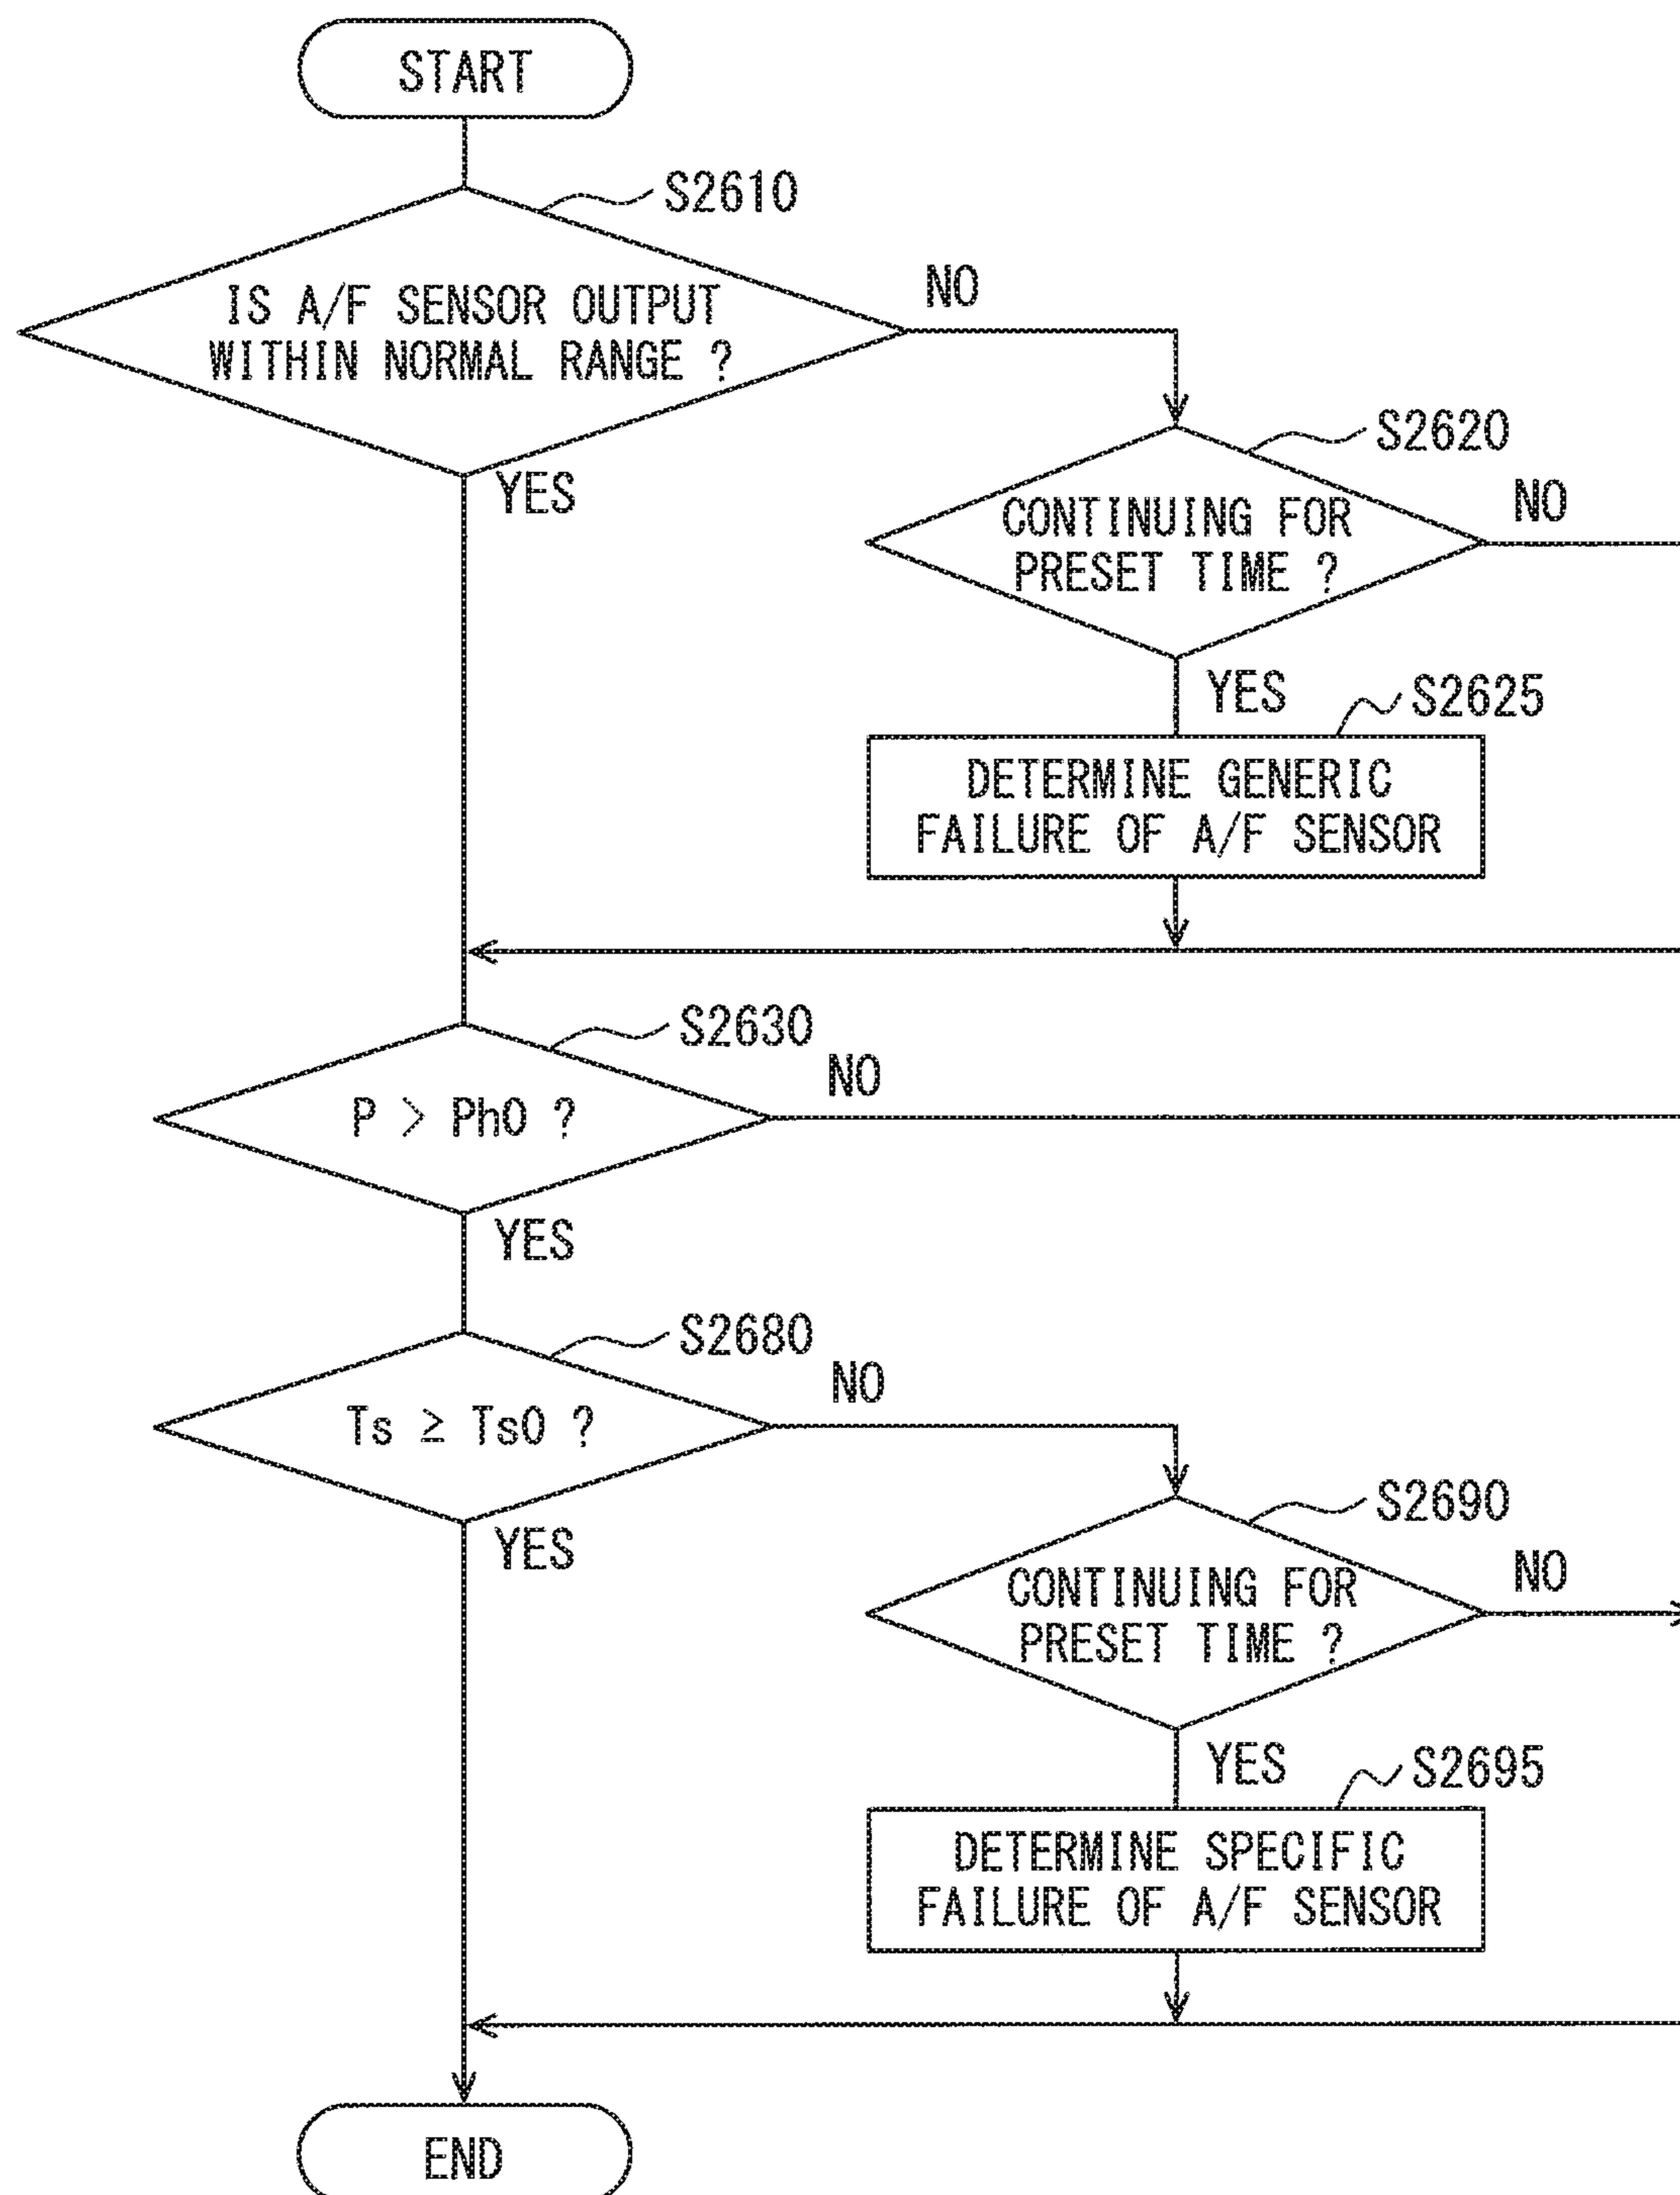 START
S2610
IS A/F SENSOR OUTPUT
WITHIN NORMAL RANGE ?
NO
YES
S2620
CONTINUING FOR
PRESET TIME ?
NO
YES
S2625
DETERMINE GENERIC
FAILURE OF A/F SENSOR
S2630
P > Ph0 ?
NO
YES
S2680
Ts ≥ Ts0 ?
NO
YES
S2690
CONTINUING FOR
PRESET TIME ?
NO
YES
S2695
DETERMINE SPECIFIC
FAILURE OF A/F SENSOR
END